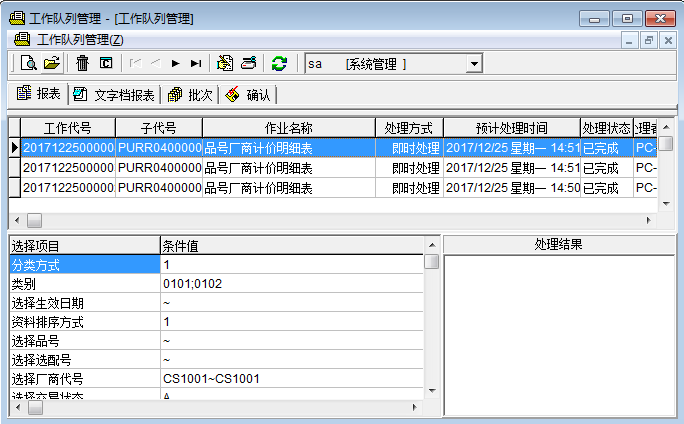 工作队列管理 - [工作队列管理]
工作队列管理(Z)
sa [系统管理 ]
报表 文字档报表 批次 确认
工作代号 子代号 作业名称 处理方式 预计处理时间 处理状态
2017122500000 PURR0400000 品号厂商计价明细表 即时处理 2017/12/25 星期一 14:51 已完成 PC-
2017122500000 PURR0400000 品号厂商计价明细表 即时处理 2017/12/25 星期一 14:51 已完成 PC-
2017122500000 PURR0400000 品号厂商计价明细表 即时处理 2017/12/25 星期一 14:50 已完成 PC-
选择项目 条件值 处理结果
分类方式 1
类别 0101;0102
选择生效日期 ~
资料排序方式 1
选择品号 ~
选择选配号 ~
选择厂商代号 CS1001~CS1001
选择交易状态 A